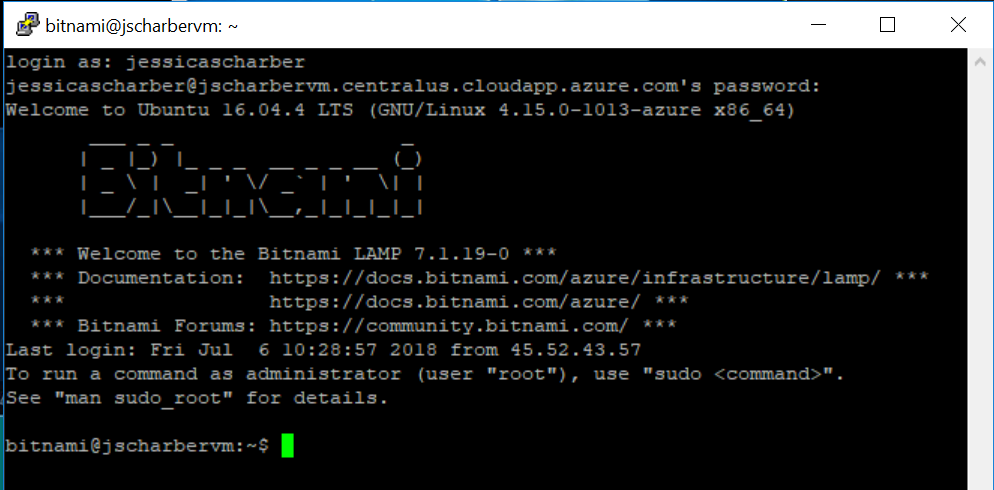 bitnami@jscharbervm: ~
login as: jessicascharber
jessicascharber@jscharbervm.centralus.cloudapp.azure.com's password:
Welcome to Ubuntu 16.04.4 LTS (GNU/Linux 4.15.0-1013-azure x86_64)
Bitnami
*** Welcome to the Bitnami LAMP 7.1.19-0 ***
*** Documentation:  https://docs.bitnami.com/azure/infrastructure/lamp/ ***
***                 https://docs.bitnami.com/azure/ ***
*** Bitnami Forums: https://community.bitnami.com/ ***
Last login: Fri Jul  6 10:28:57 2018 from 45.52.43.57
To run a command as administrator (user "root"), use "sudo <command>".
See "man sudo_root" for details.
bitnami@jscharbervm:~$